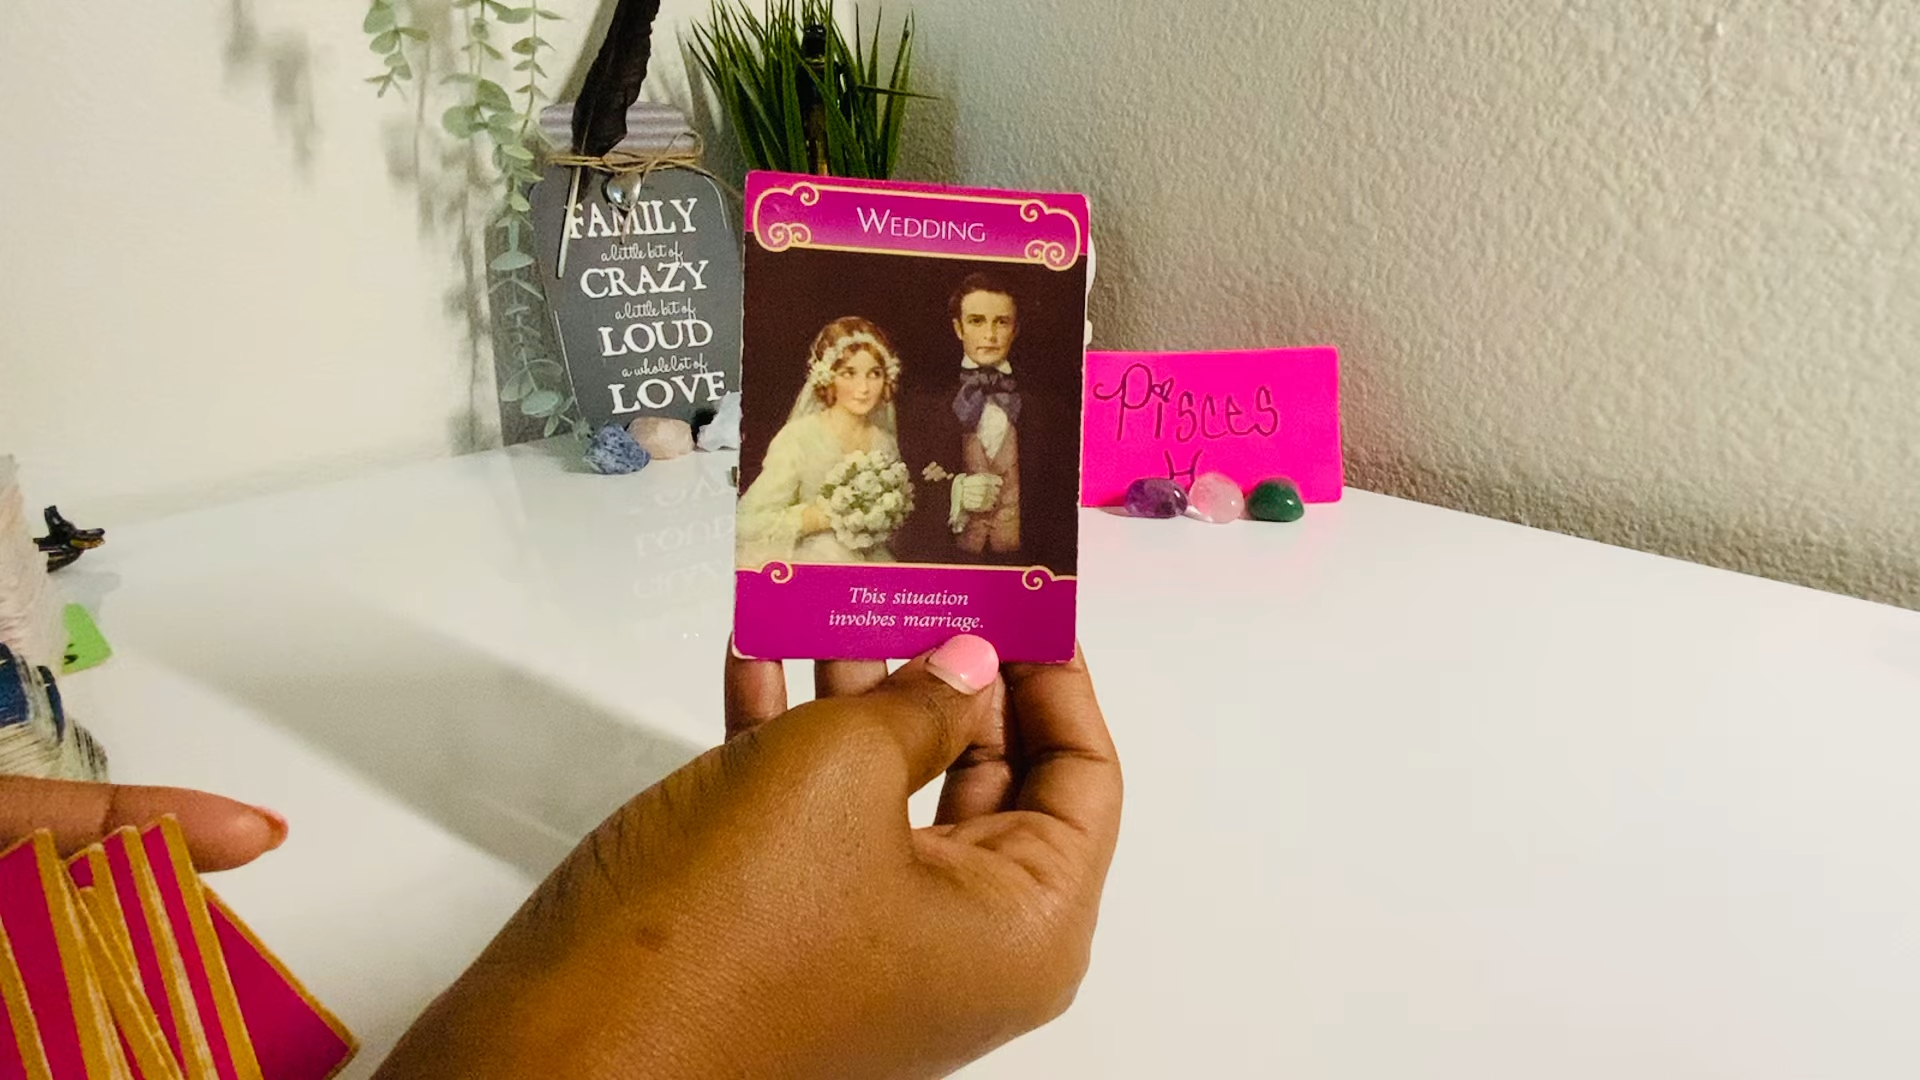 FAMILY
a little bit of
CRAZY
a little bit of
LOUD
a whole lot of
LOVE
WEDDING
This situation
involves marriage.
Pisces